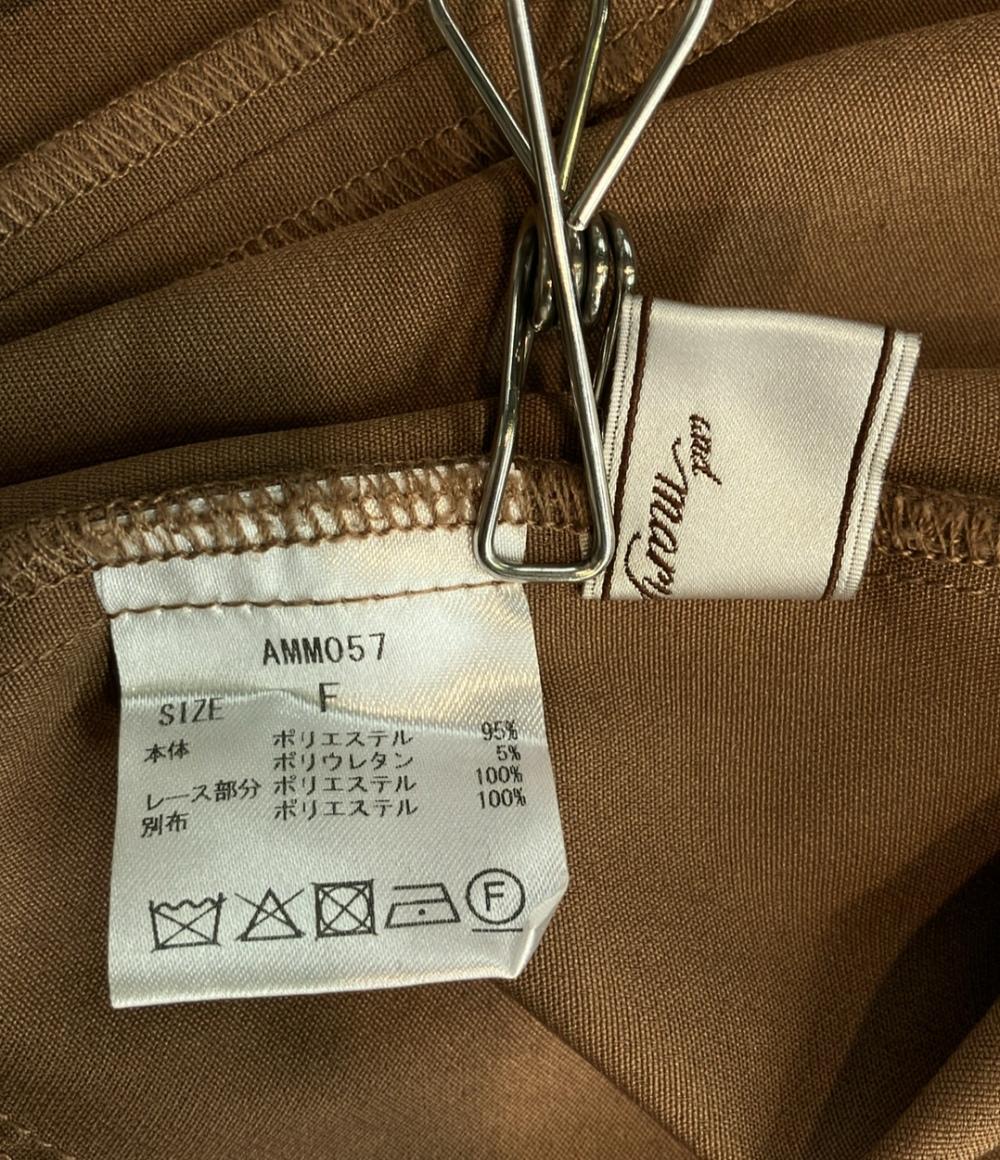 and mary
AMM057
SIZE F
本体 ポリエステル 95%
ポリウレタン 5%
レース部分 ポリエステル 100%
別布 ポリエステル 100%
F